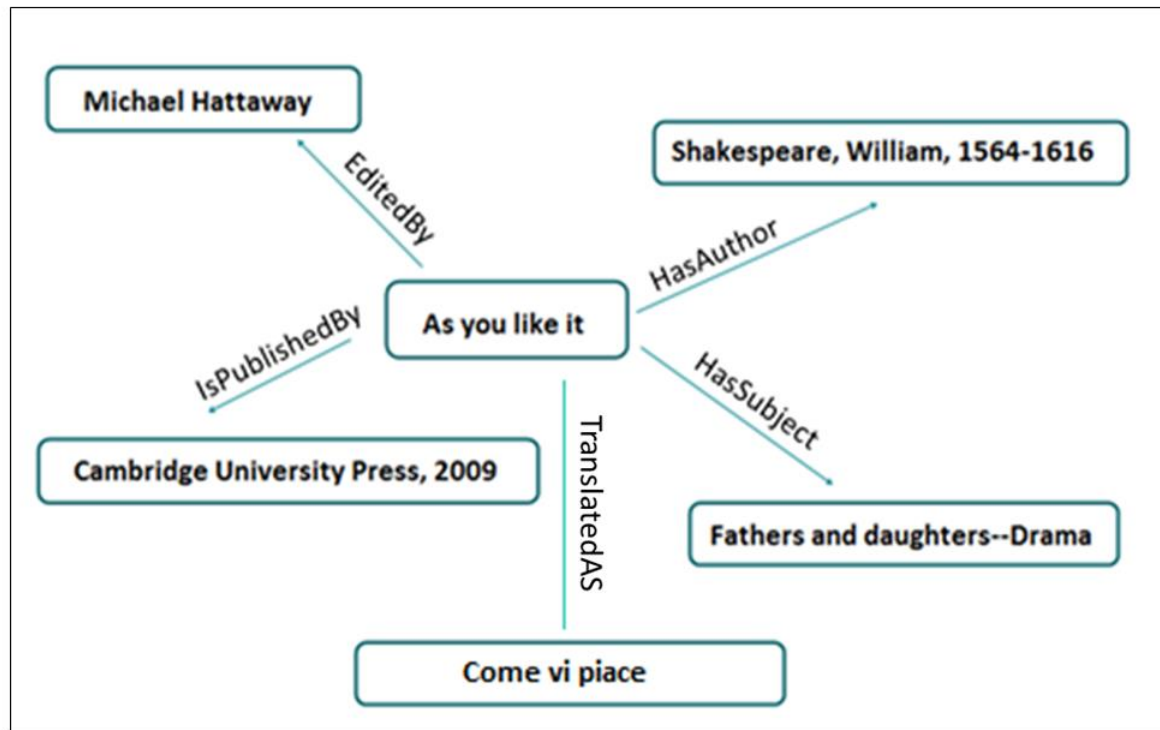 Michael Hattaway
Shakespeare, William, 1564-1616
EditedBy
HasAuthor
As you like it
IsPublishedBy
HasSubject
Cambridge University Press, 2009
TranslatedAS
Fathers and daughters--Drama
Come vi piace